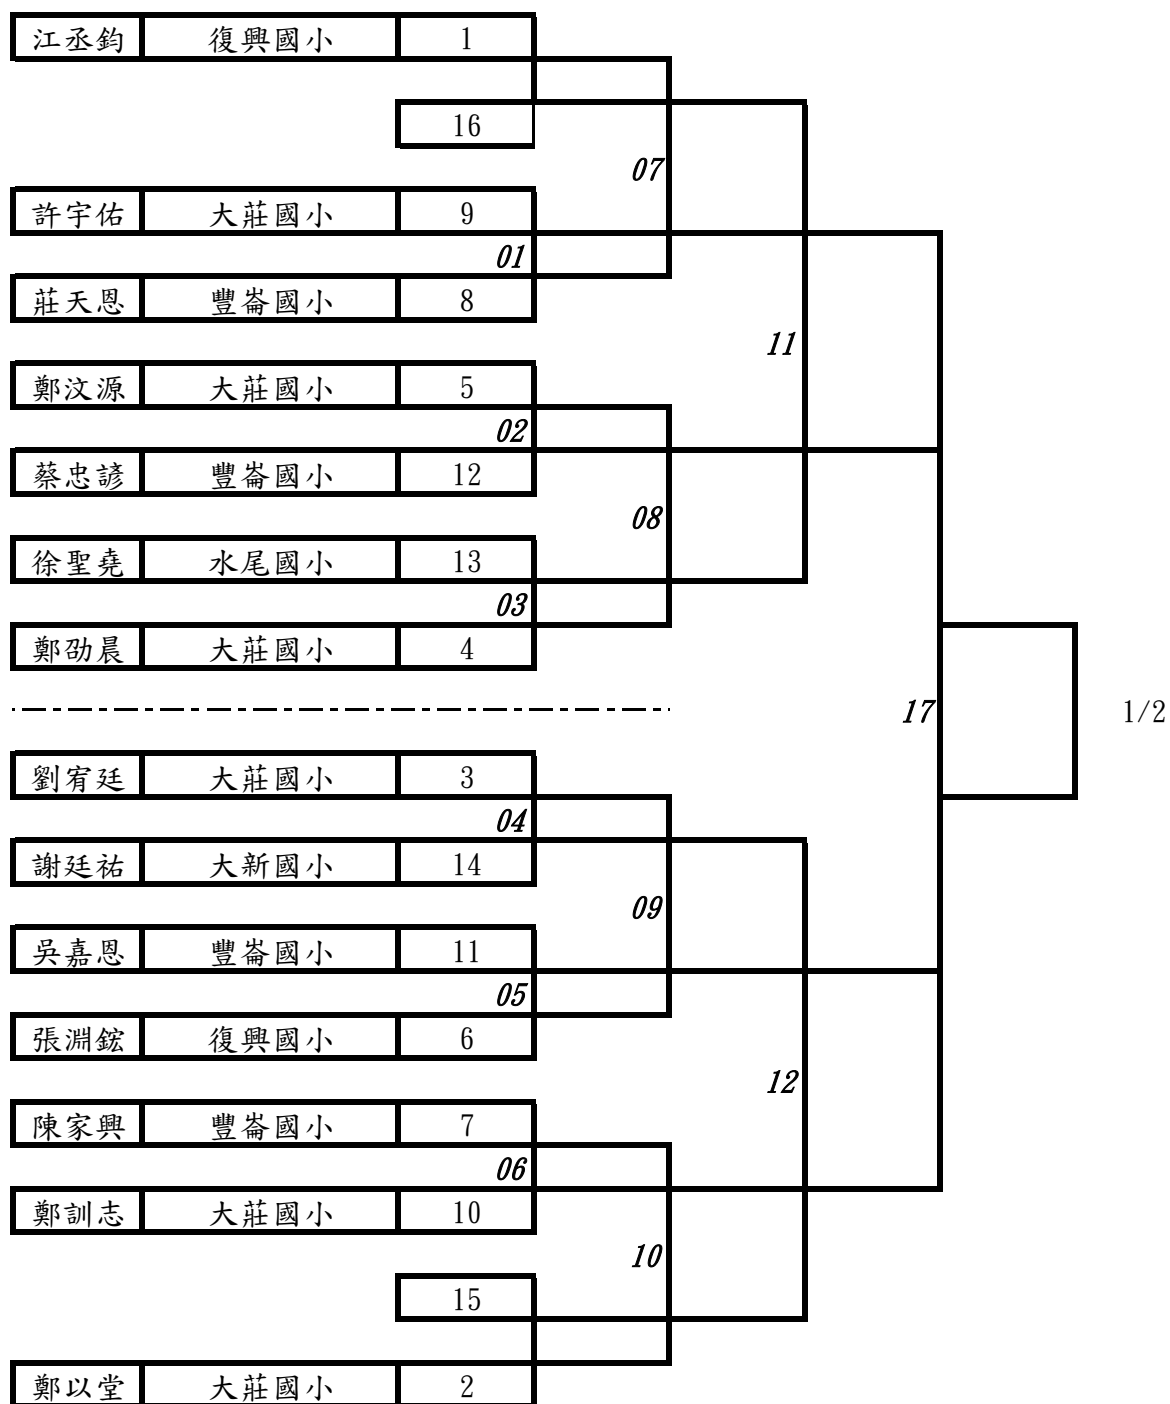 江丞鈞 復興國小 1
16
07
許宇佑 大莊國小 9
01
莊天恩 豐崙國小 8
11
鄭汶源 大莊國小 5
02
蔡忠諺 豐崙國小 12
08
徐聖堯 水尾國小 13
03
鄭劭晨 大莊國小 4
17 1/2
劉宥廷 大莊國小 3
04
謝廷祐 大新國小 14
09
吳嘉恩 豐崙國小 11
05
張淵鋐 復興國小 6
12
陳家興 豐崙國小 7
06
鄭訓志 大莊國小 10
10
15
鄭以堂 大莊國小 2